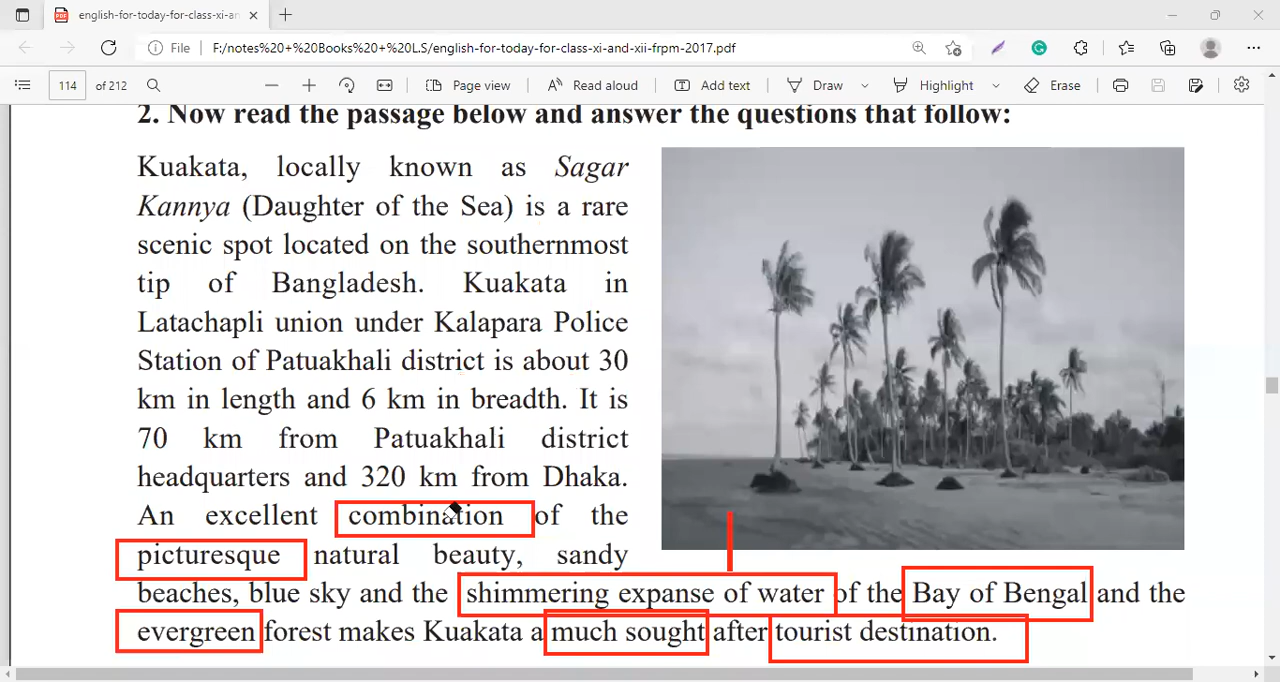 english-for-today-for-class-xi-an
File F:/notes%20+%20Books%20+%20L.S/english-for-today-for-class-xi-and-xii-frpm-2017.pdf
114 of 212 Page view Read aloud Add text Draw Highlight Erase
2. Now read the passage below and answer the questions that follow:
Kuakata, locally known as Sagar
Kannya (Daughter of the Sea) is a rare
scenic spot located on the southernmost
tip of Bangladesh. Kuakata in
Latachapli union under Kalapara Police
Station of Patuakhali district is about 30
km in length and 6 km in breadth. It is
70 km from Patuakhali district
headquarters and 320 km from Dhaka.
An excellent combination of the
picturesque natural beauty, sandy
beaches, blue sky and the shimmering expanse of water of the Bay of Bengal and the
evergreen forest makes Kuakata a much sought after tourist destination.